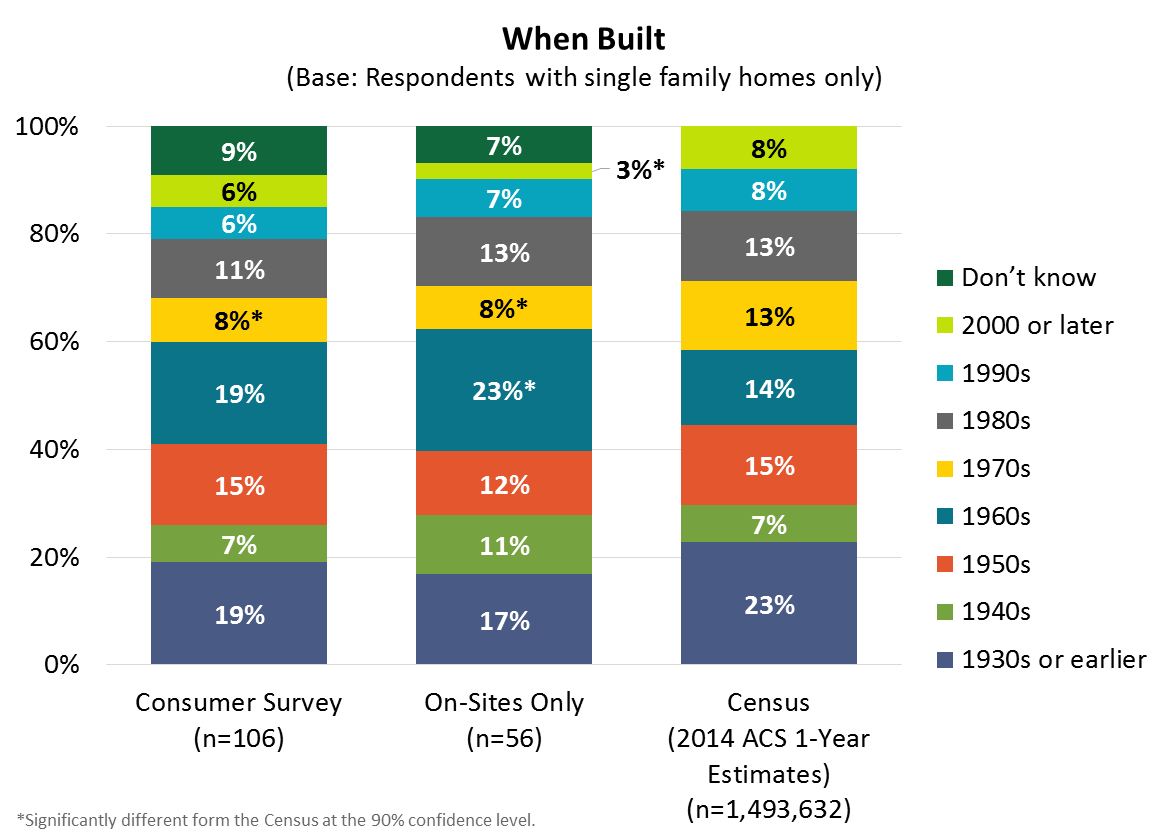 When Built
(Base: Respondents with single family homes only)
100%
80%
60%
40%
20%
0%
9%
6%
6%
11%
8%*
19%
15%
7%
19%
7%
3%*
7%
13%
8%*
23%*
12%
11%
17%
8%
8%
13%
13%
14%
15%
7%
23%
Consumer Survey
(n=106)
On-Sites Only
(n=56)
Census
(2014 ACS 1-Year
Estimates)
(n=1,493,632)
Don’t know
2000 or later
1990s
1980s
1970s
1960s
1950s
1940s
1930s or earlier
*Significantly different form the Census at the 90% confidence level.